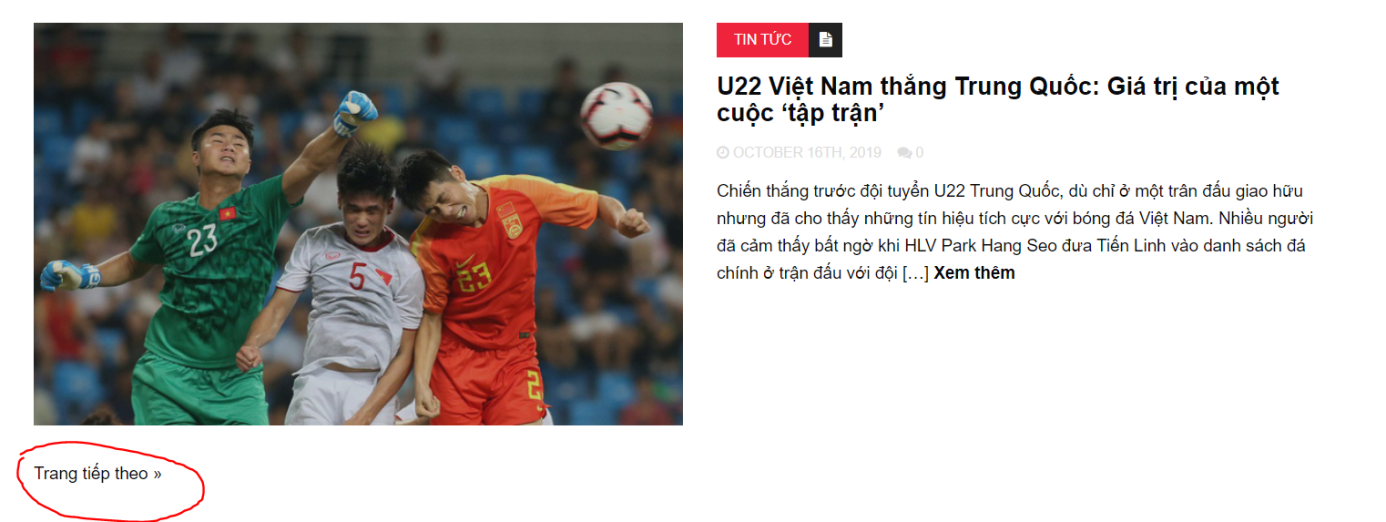 TIN TỨC
U22 Việt Nam thắng Trung Quốc: Giá trị của một
cuộc ‘tập trận’
OCTOBER 16TH, 2019 0
Chiến thắng trước đội tuyển U22 Trung Quốc, dù chỉ ở một trân đấu giao hữu
nhưng đã cho thấy những tín hiệu tích cực với bóng đá Việt Nam. Nhiều người
đã cảm thấy bất ngờ khi HLV Park Hang Seo đưa Tiến Linh vào danh sách đá
chính ở trận đấu với đội […] Xem thêm
23
5
23
2
Trang tiếp theo »